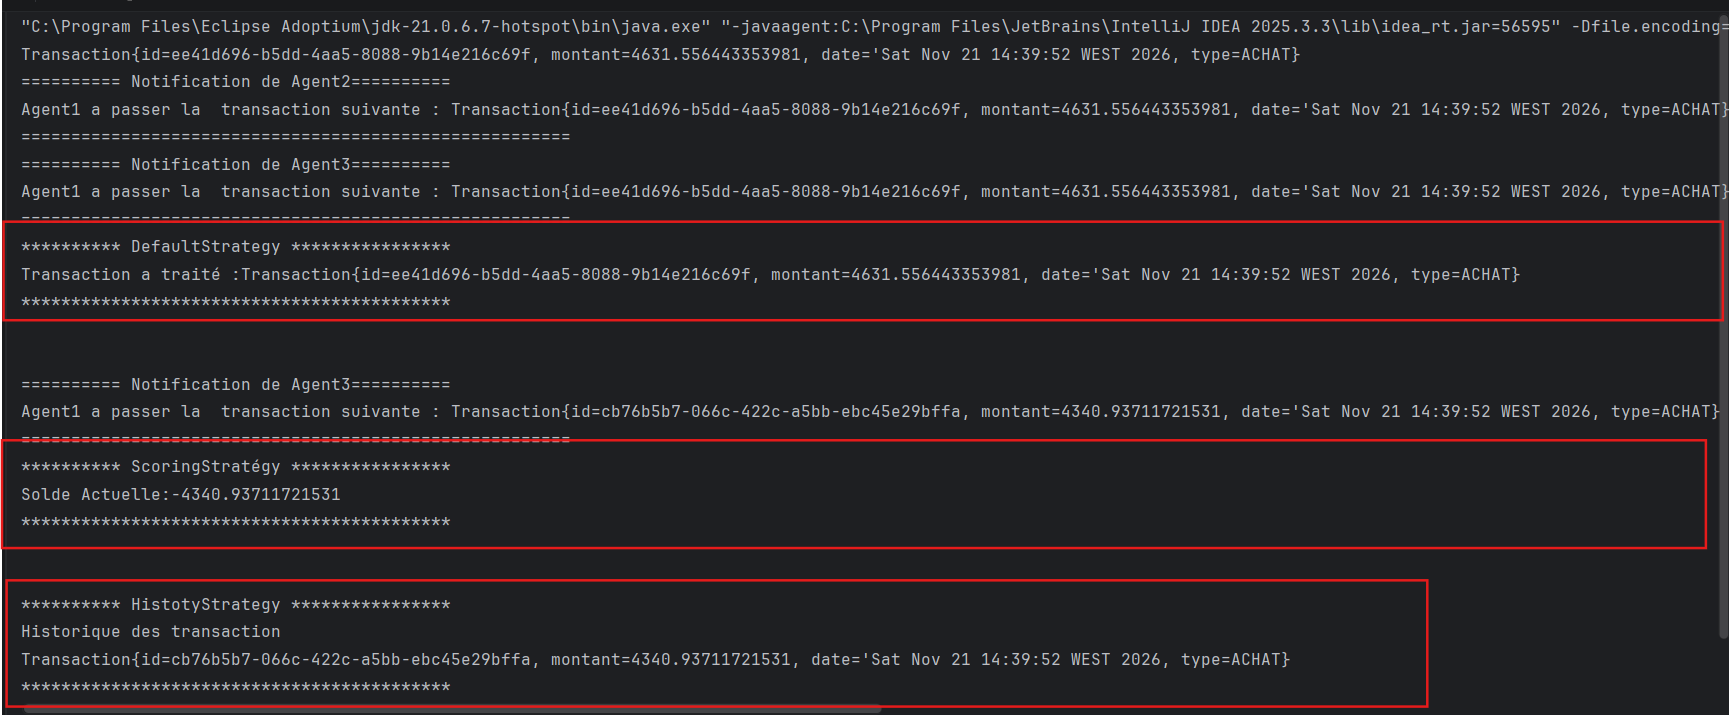 "C:\Program Files\Eclipse Adoptium\jdk-21.0.6.7-hotspot\bin\java.exe" "-javaagent:C:\Program Files\JetBrains\IntelliJ IDEA 2025.3.3\lib\idea_rt.jar=56595" -Dfile.encoding=
Transaction{id=ee41d696-b5dd-4aa5-8088-9b14e216c69f, montant=4631.556443353981, date='Sat Nov 21 14:39:52 WEST 2026, type=ACHAT}
========== Notification de Agent2==========
Agent1 a passer la  transaction suivante : Transaction{id=ee41d696-b5dd-4aa5-8088-9b14e216c69f, montant=4631.556443353981, date='Sat Nov 21 14:39:52 WEST 2026, type=ACHAT}
=======================================================
========== Notification de Agent3==========
Agent1 a passer la  transaction suivante : Transaction{id=ee41d696-b5dd-4aa5-8088-9b14e216c69f, montant=4631.556443353981, date='Sat Nov 21 14:39:52 WEST 2026, type=ACHAT}
=======================================================
********** DefaultStrategy ****************
Transaction a traité :Transaction{id=ee41d696-b5dd-4aa5-8088-9b14e216c69f, montant=4631.556443353981, date='Sat Nov 21 14:39:52 WEST 2026, type=ACHAT}
*******************************************
========== Notification de Agent3==========
Agent1 a passer la  transaction suivante : Transaction{id=cb76b5b7-066c-422c-a5bb-ebc45e29bffa, montant=4340.93711721531, date='Sat Nov 21 14:39:52 WEST 2026, type=ACHAT}
=======================================================
********** ScoringStratégy ****************
Solde Actuelle:-4340.93711721531
*******************************************
********** HistotyStrategy ****************
Historique des transaction
Transaction{id=cb76b5b7-066c-422c-a5bb-ebc45e29bffa, montant=4340.93711721531, date='Sat Nov 21 14:39:52 WEST 2026, type=ACHAT}
*******************************************